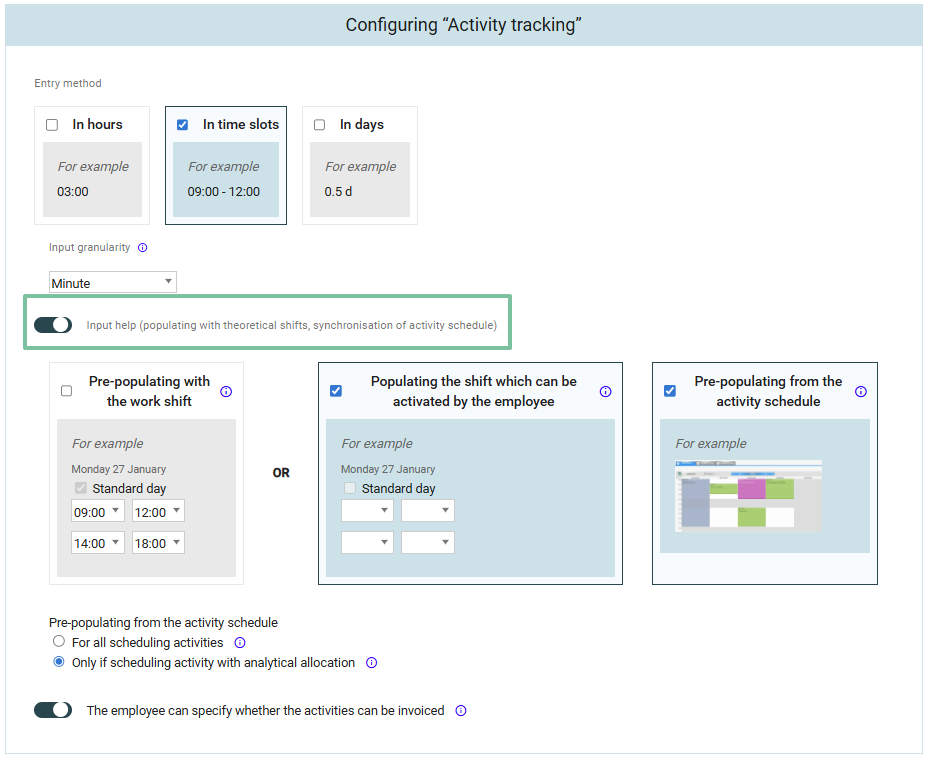 Configuring “Activity tracking”
Entry method
In hours
For example
03:00
In time slots
For example
09:00 - 12:00
In days
For example
0.5 d
Input granularity
Minute
Input help (populating with theoretical shifts, synchronisation of activity schedule)
Pre-populating with
the work shift
For example
Monday 27 January
Standard day
09:00 12:00
14:00 18:00
OR
Populating the shift which can be
activated by the employee
For example
Monday 27 January
Standard day
Pre-populating from the
activity schedule
For example
Pre-populating from the activity schedule
For all scheduling activities
Only if scheduling activity with analytical allocation
The employee can specify whether the activities can be invoiced